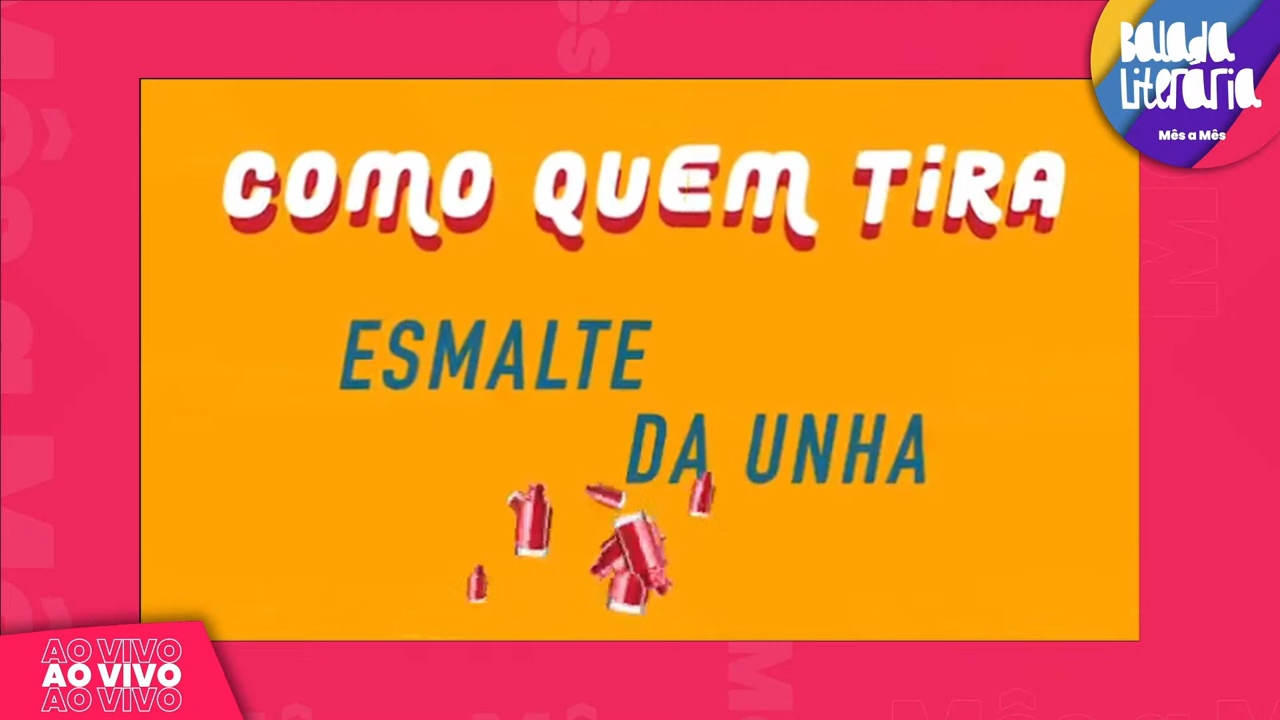 Balada
Literária
Mês a Mês
COMO QUEM TIRA
ESMALTE
DA UNHA
AO VIVO
AO VIVO
AO VIVO